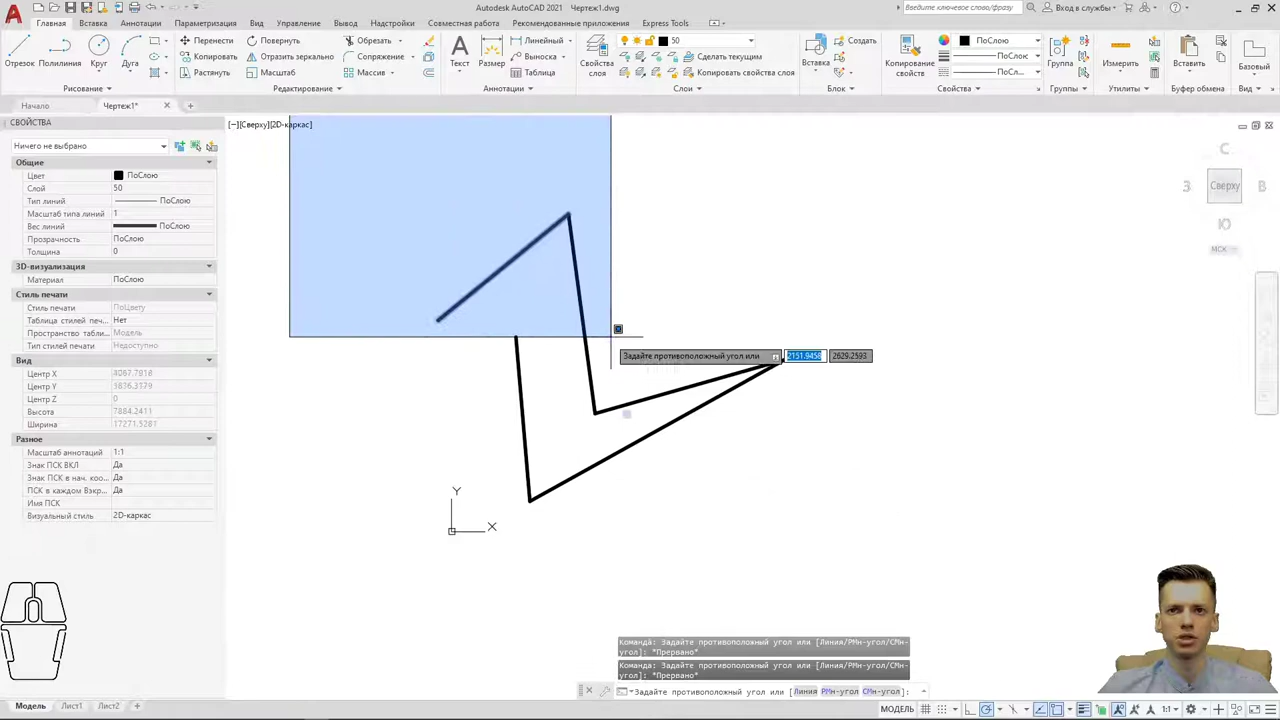 Autodesk AutoCAD 2021 Чертеж1.dwg
Введите ключевое слово/фразу
Вход в службы
Главная Вставка Аннотации Параметризация Вид Управление Вывод Надстройки Совместная работа Рекомендованные приложения Express Tools
Отрезок Полилиния Круг Дуга
Перенести Повернуть Обрезать
Копировать Отразить зеркально
Растянуть Масштаб Массив
Текст Размер
Линейный
Выноска
Таблица
Свойства слоя
50
Сделать текущим
Копировать свойства слоя
Вставка
Создать
Копирование свойств
ПоСлою
ПоСлою
ПоСл...
Группа
Измерить
Вставить
Базовый
Рисование Редактирование Аннотации Слои Блок Свойства Группы Утилиты Буфер обмена Вид
Начало Чертеж1*
СВОЙСТВА
[−][Сверху][2D-каркас]
Ничего не выбрано
Общие
Цвет ПоСлою
Слой 50
Тип линий ПоСлою
Масштаб типа линий 1
Вес линий ПоСлою
Прозрачность ПоСлою
Толщина 0
3D-визуализация
Материал ПоСлою
Стиль печати
Стиль печати ПоЦвету
Таблица стилей печ... Нет
Пространство табли... Модель
Тип стилей печати Недоступно
Вид
Центр X
Центр Y 1876.3179
Центр Z 0
Высота 7884.2411
Ширина 17271.5281
Разное
Масштаб аннотаций 1:1
Знак ПСК ВКЛ Да
Знак ПСК в нач. коо... Да
ПСК в каждом Вэкр... Да
Имя ПСК
Визуальный стиль 2D-каркас
С
З Сверху В
Ю
МСК
Задайте противоположный угол или 2151.9458 2629.2593
Y
X
Команда: Задайте противоположный угол или [Линия/РМн-угол/СМн-
угол]: *Прервано*
Команда: Задайте противоположный угол или [Линия/РМн-угол/СМн-
угол]: *Прервано*
Задайте противоположный угол или [Линия РМн-угол СМн-угол]:
Модель Лист1 Лист2 +
МОДЕЛЬ 1:1